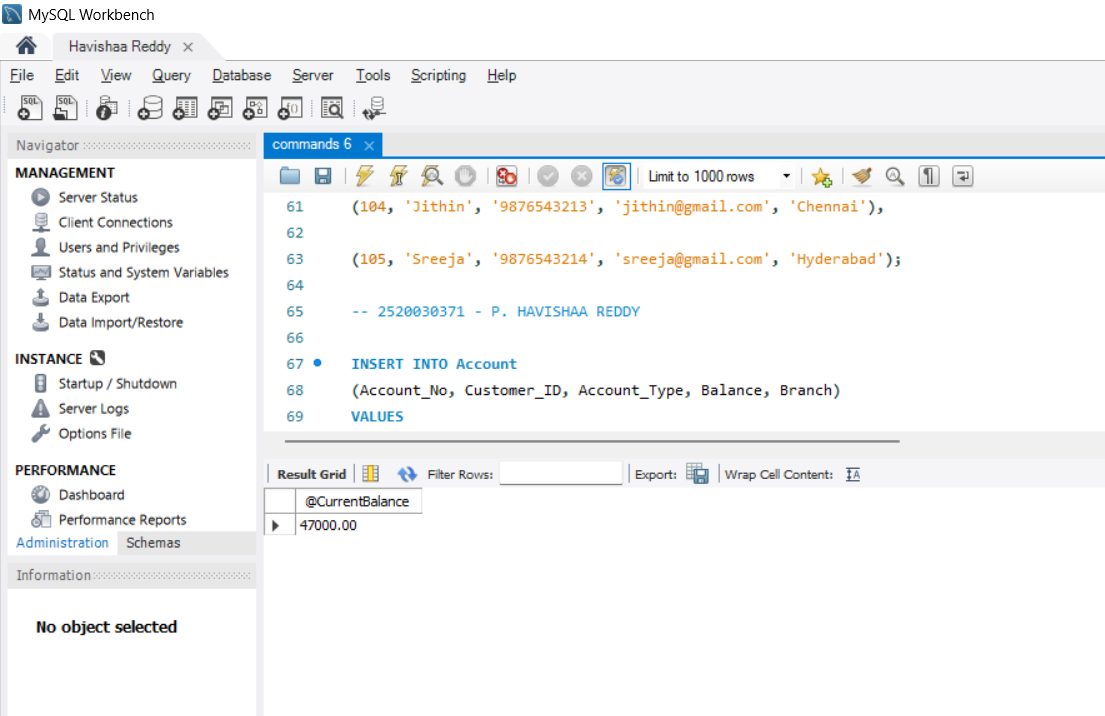 MySQL Workbench
Havishaa Reddy
File Edit View Query Database Server Tools Scripting Help
Navigator
MANAGEMENT
Server Status
Client Connections
Users and Privileges
Status and System Variables
Data Export
Data Import/Restore
INSTANCE
Startup / Shutdown
Server Logs
Options File
PERFORMANCE
Dashboard
Performance Reports
Administration Schemas
Information
No object selected
commands 6
Limit to 1000 rows
61 (104, 'Jithin', '9876543213', 'jithin@gmail.com', 'Chennai'),
62
63 (105, 'Sreeja', '9876543214', 'sreeja@gmail.com', 'Hyderabad');
64
65 -- 2520030371 - P. HAVISHAA REDDY
66
67 INSERT INTO Account
68 (Account_No, Customer_ID, Account_Type, Balance, Branch)
69 VALUES
Result Grid Filter Rows: Export: Wrap Cell Content: IA
@CurrentBalance
47000.00